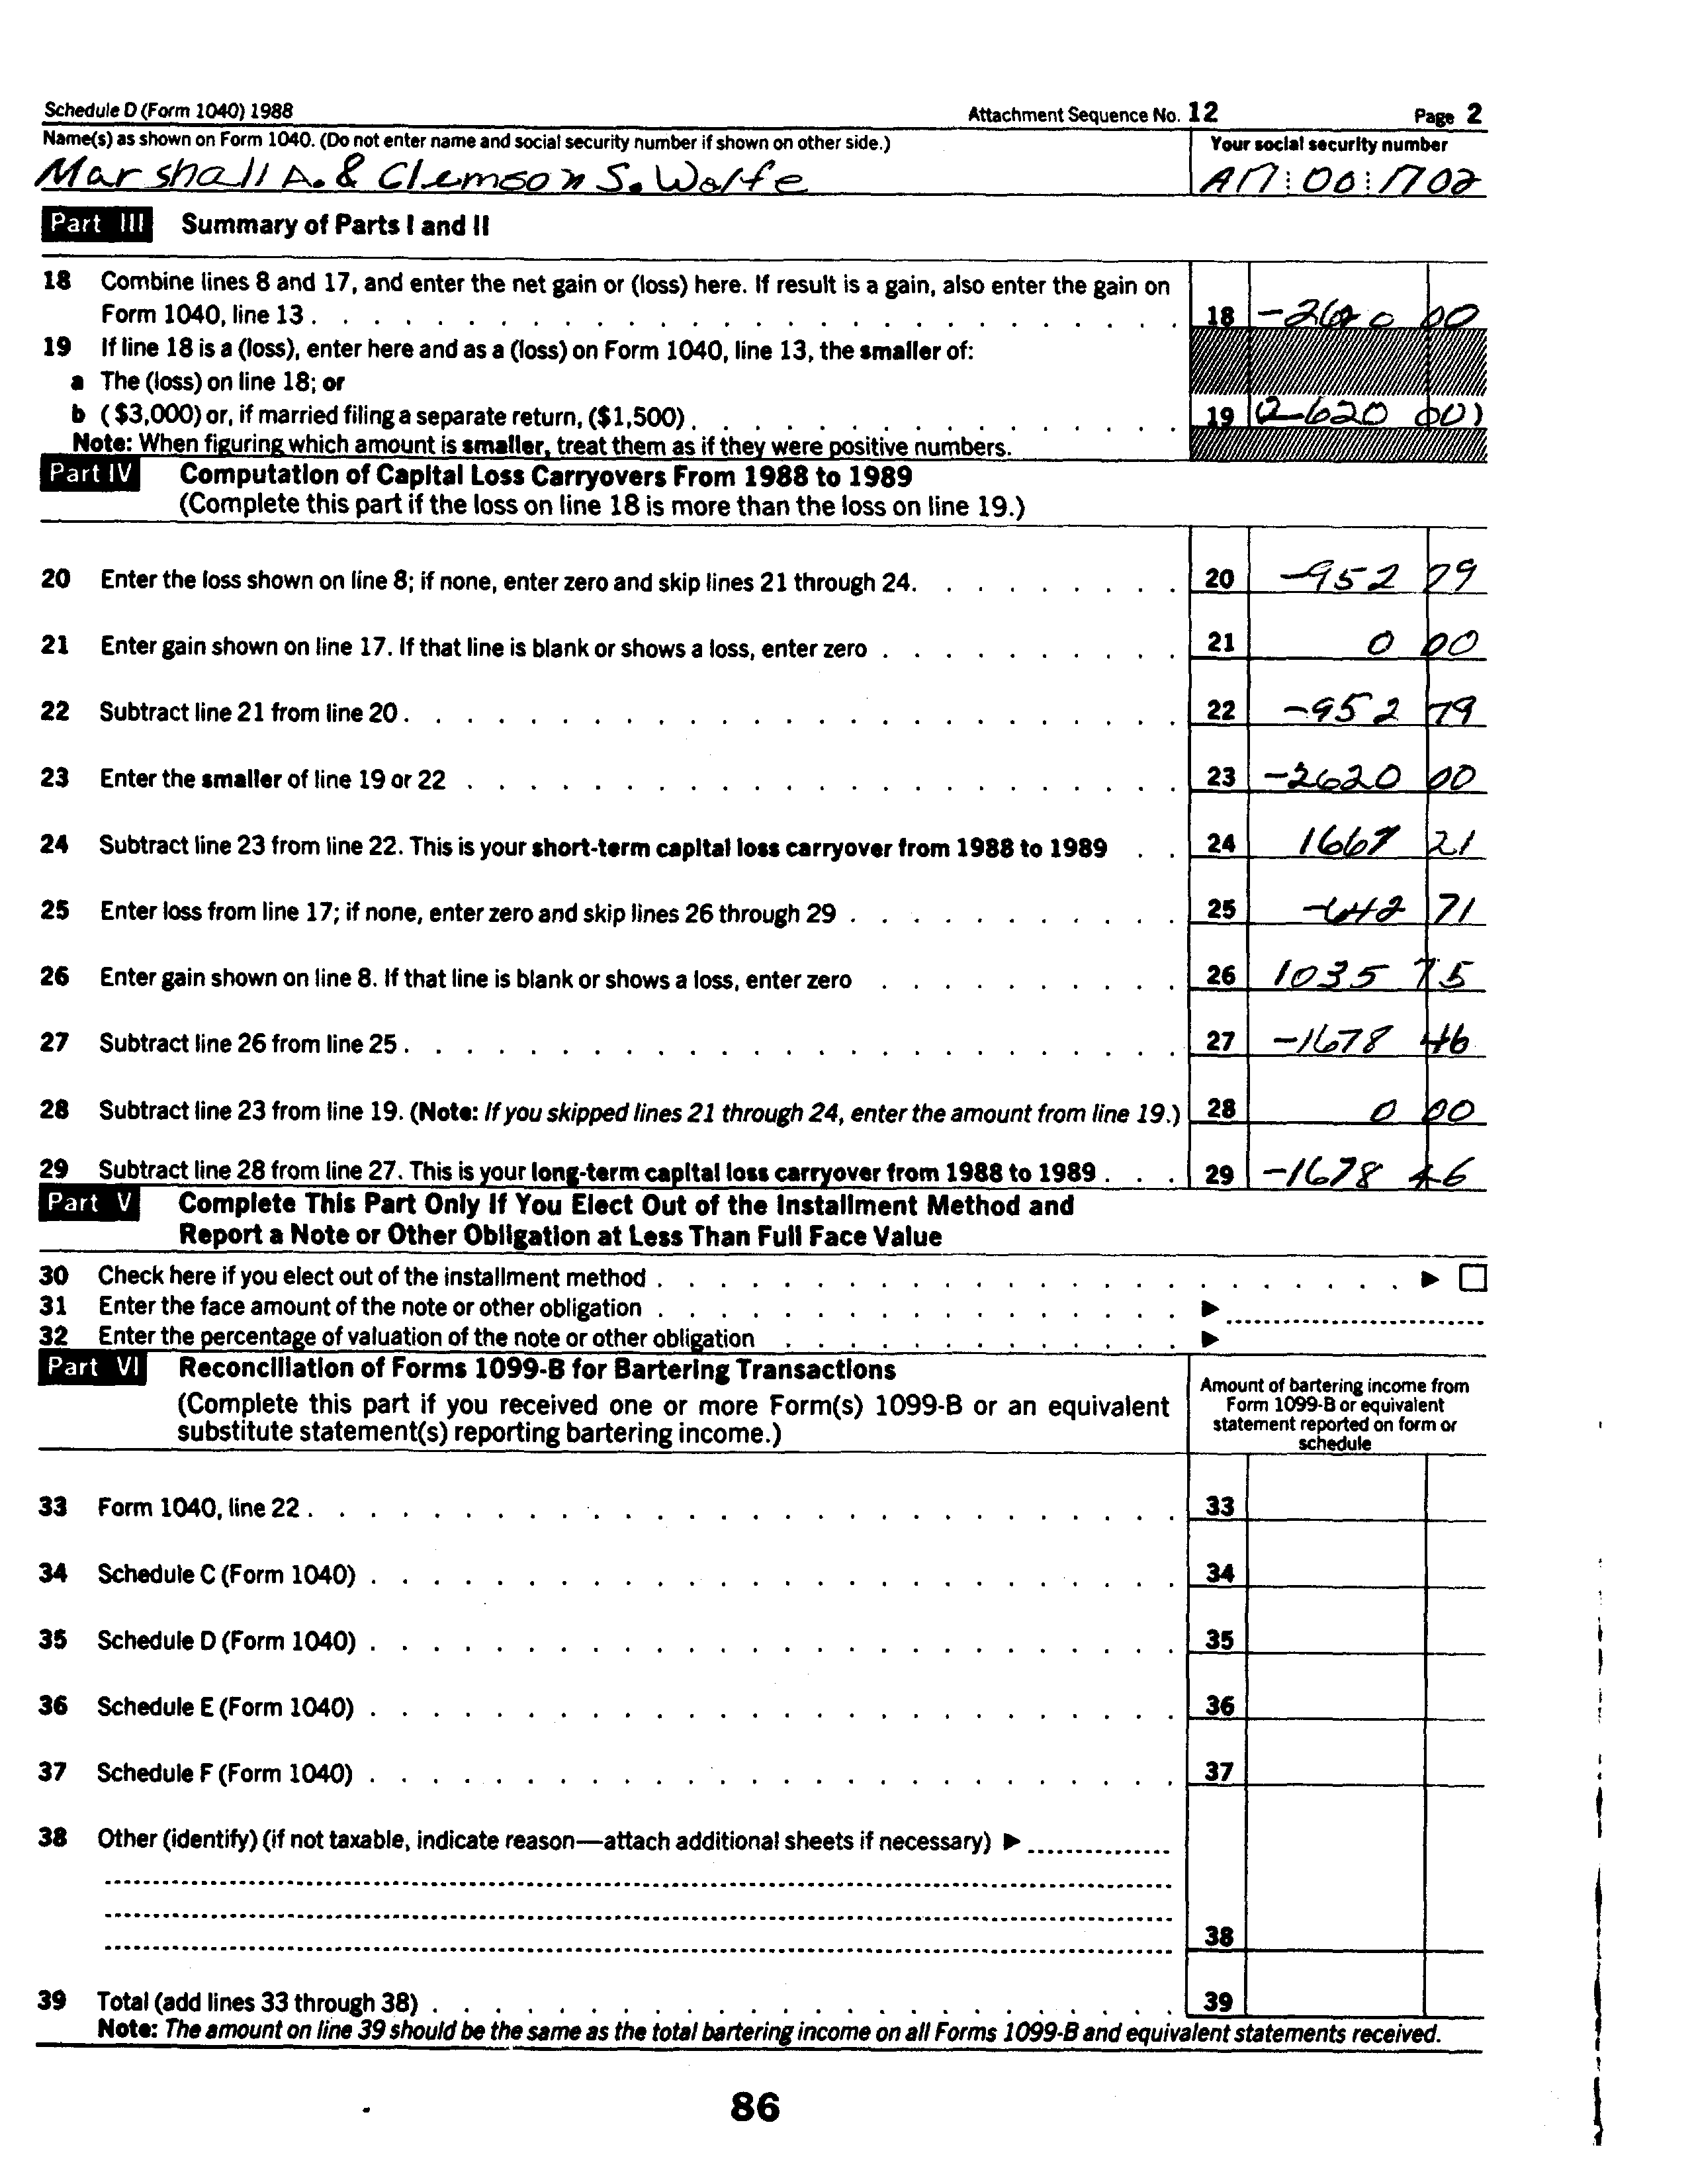 Schedule D (Form 1040) 1988 Attachment Sequence No. 12 Page 2
Name(s) as shown on Form 1040. (Do not enter name and social security number if shown on other side.) Your social security number
Marshall A. & Clemson S. Wolfe
Part III Summary of Parts I and II
18 Combine lines 8 and 17, and enter the net gain or (loss) here. If result is a gain, also enter the gain on
Form 1040, line 13 . . . . . . . . . . . . . . . . . . . . . . . . . . . . 18 00
19 If line 18 is a (loss), enter here and as a (loss) on Form 1040, line 13, the smaller of:
a The (loss) on line 18; or
b ($3,000) or, if married filing a separate return, ($1,500) . . . . . . . . . . . . . . . . 19 (2620 00)
Note: When figuring which amount is smaller, treat them as if they were positive numbers.
Part IV Computation of Capital Loss Carryovers From 1988 to 1989
(Complete this part if the loss on line 18 is more than the loss on line 19.)
20 Enter the loss shown on line 8; if none, enter zero and skip lines 21 through 24. . . . . . . . . 20 -952 79
21 Enter gain shown on line 17. If that line is blank or shows a loss, enter zero . . . . . . . . . . 21 0 00
22 Subtract line 21 from line 20 . . . . . . . . . . . . . . . . . . . . . . . . . 22 -952 79
23 Enter the smaller of line 19 or 22 . . . . . . . . . . . . . . . . . . . . . . . 23 -2620 00
24 Subtract line 23 from line 22. This is your short-term capital loss carryover from 1988 to 1989 . . 24 1667 21
25 Enter loss from line 17; if none, enter zero and skip lines 26 through 29 . . . . . . . . . . . 25 -642 71
26 Enter gain shown on line 8. If that line is blank or shows a loss, enter zero . . . . . . . . . . 26 1035 75
27 Subtract line 26 from line 25 . . . . . . . . . . . . . . . . . . . . . . . . . 27 -1678 46
28 Subtract line 23 from line 19. (Note: If you skipped lines 21 through 24, enter the amount from line 19.) 28 0 00
29 Subtract line 28 from line 27. This is your long-term capital loss carryover from 1988 to 1989 . . . 29 -1678 46
Part V Complete This Part Only If You Elect Out of the Installment Method and
Report a Note or Other Obligation at Less Than Full Face Value
30 Check here if you elect out of the installment method . . . . . . . . . . . . . . . . . . . . . . . . ▶ ☐
31 Enter the face amount of the note or other obligation . . . . . . . . . . . . . . . . . ▶
32 Enter the percentage of valuation of the note or other obligation . . . . . . . . . . . . . ▶
Part VI Reconciliation of Forms 1099-B for Bartering Transactions
(Complete this part if you received one or more Form(s) 1099-B or an equivalent
substitute statement(s) reporting bartering income.)
Amount of bartering income from
Form 1099-B or equivalent
statement reported on form or
schedule
33 Form 1040, line 22 . . . . . . . . . . . . . . . . . . . . . . . . . . . . 33
34 Schedule C (Form 1040) . . . . . . . . . . . . . . . . . . . . . . . . . . 34
35 Schedule D (Form 1040) . . . . . . . . . . . . . . . . . . . . . . . . . . 35
36 Schedule E (Form 1040) . . . . . . . . . . . . . . . . . . . . . . . . . . 36
37 Schedule F (Form 1040) . . . . . . . . . . . . . . . . . . . . . . . . . . 37
38 Other (identify) (if not taxable, indicate reason—attach additional sheets if necessary) ▶
38
39 Total (add lines 33 through 38) . . . . . . . . . . . . . . . . . . . . . . . . 39
Note: The amount on line 39 should be the same as the total bartering income on all Forms 1099-B and equivalent statements received.
86